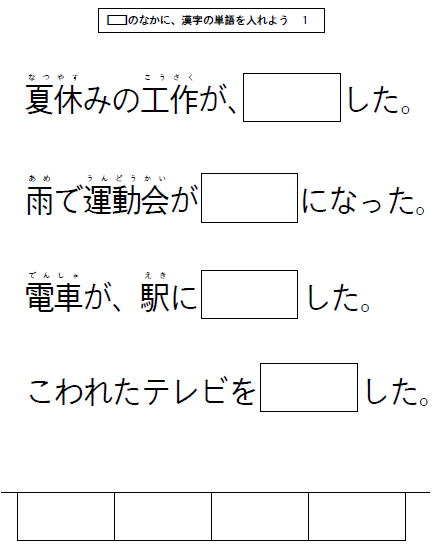 □のなかに、漢字の単語を入れよう　1
なつやす　こうさく
夏休みの工作が、□した。
あめ　うんどうかい
雨で運動会が□になった。
でんしゃ　えき
電車が、駅に□した。
こわれたテレビを□した。